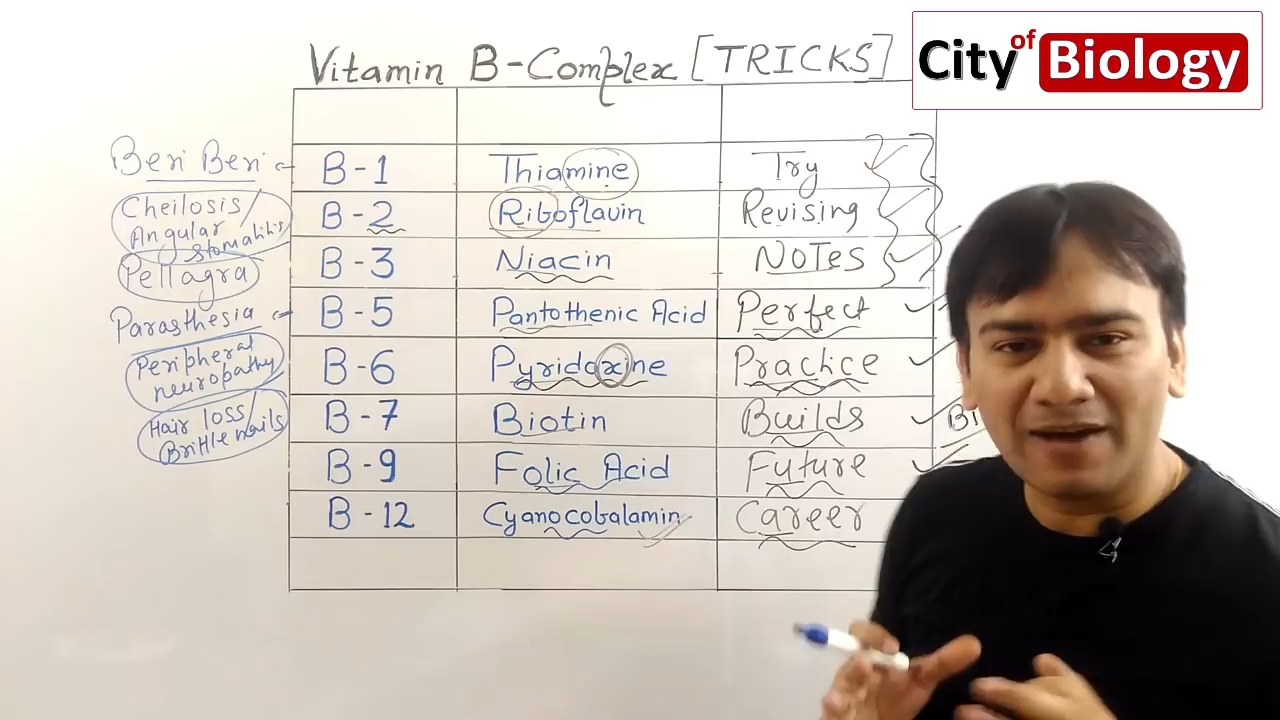 City of Biology
Vitamin B-Complex [TRICKS]
Beri Beri
B-1 Thiamine Try
Cheilosis/
Angular
stomatitis
B-2 Riboflavin Revising
Pellagra
B-3 Niacin NOTes
Parasthesia
B-5 Pantothenic Acid Perfect
Peripheral
neuropathy
B-6 Pyridoxine Practice
Hair loss/
Brittle nails
B-7 Biotin Builds
B-9 Folic Acid Future
B-12 Cyanocobalamin Career